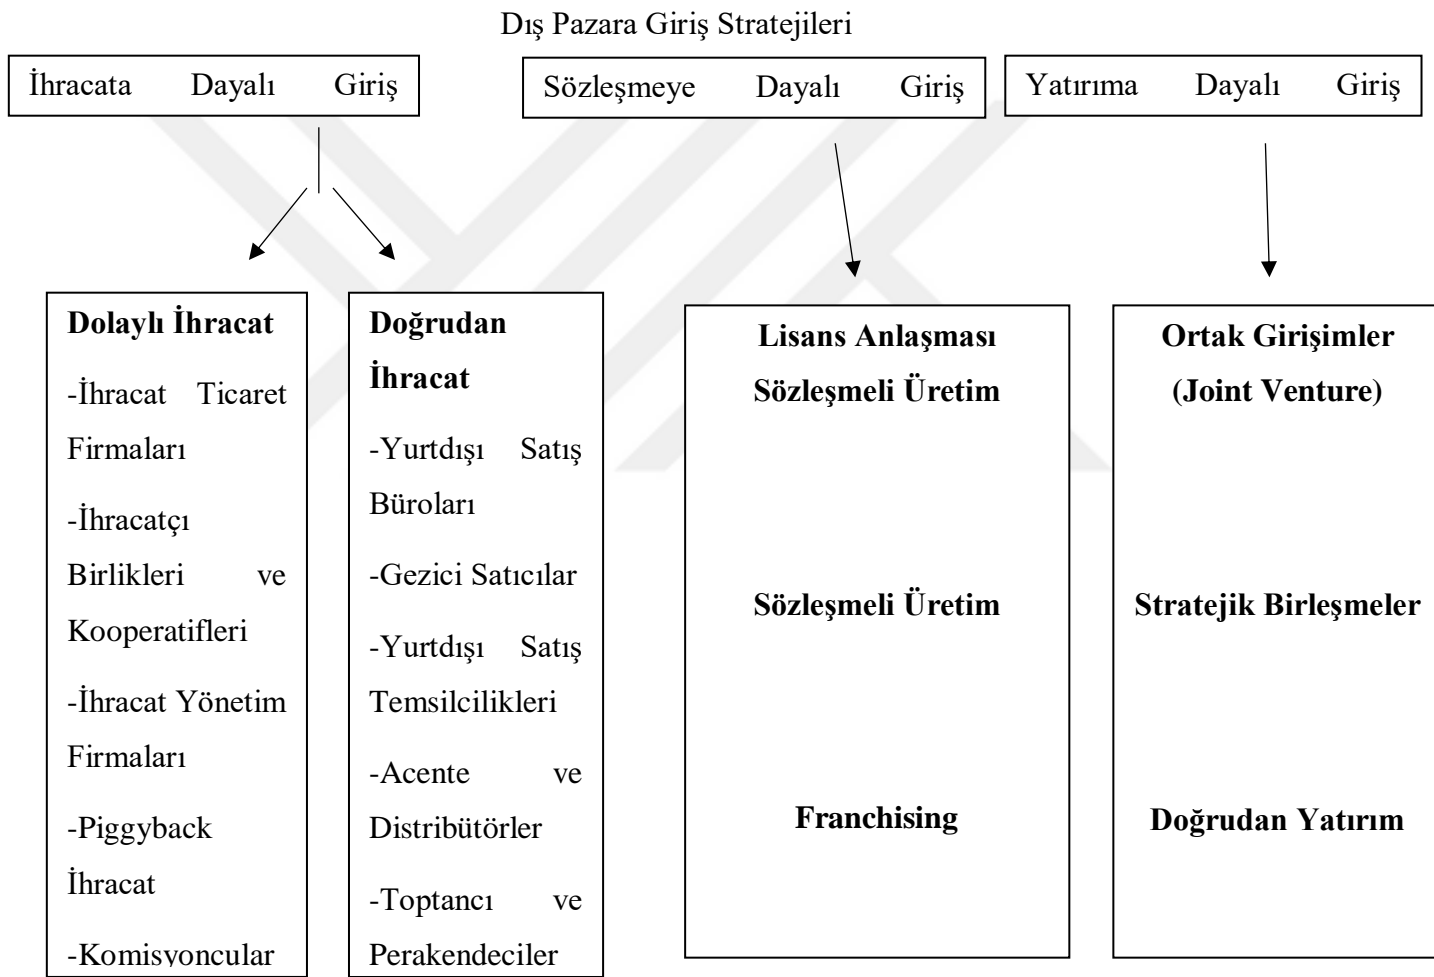 Dış Pazara Giriş Stratejileri
İhracata Dayalı Giriş
Sözleşmeye Dayalı Giriş
Yatırıma Dayalı Giriş
Dolaylı İhracat
-İhracat Ticaret
Firmaları
-İhracatçı
Birlikleri ve
Kooperatifleri
-İhracat Yönetim
Firmaları
-Piggyback
İhracat
-Komisyoncular
Doğrudan
İhracat
-Yurtdışı Satış
Büroları
-Gezici Satıcılar
-Yurtdışı Satış
Temsilcilikleri
-Acente ve
Distribütörler
-Toptancı ve
Perakendeciler
Lisans Anlaşması
Sözleşmeli Üretim
Sözleşmeli Üretim
Franchising
Ortak Girişimler
(Joint Venture)
Stratejik Birleşmeler
Doğrudan Yatırım